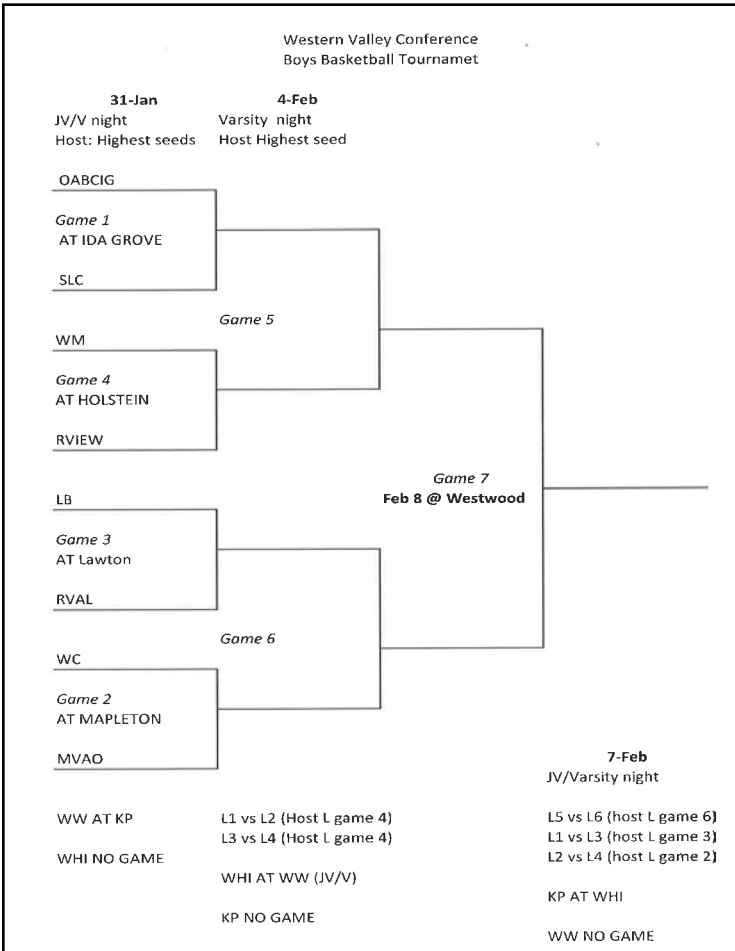 Western Valley Conference
Boys Basketball Tournamet
31-Jan
JV/V night
Host: Highest seeds
4-Feb
Varsity night
Host Highest seed
OABCIG
Game 1
AT IDA GROVE
SLC
Game 5
WM
Game 4
AT HOLSTEIN
RVIEW
Game 7
Feb 8 @ Westwood
LB
Game 3
AT Lawton
RVAL
Game 6
WC
Game 2
AT MAPLETON
MVAO
7-Feb
JV/Varsity night
WW AT KP
WHI NO GAME
L1 vs L2 (Host L game 4)
L3 vs L4 (Host L game 4)
WHI AT WW (JV/V)
KP NO GAME
L5 vs L6 (host L game 6)
L1 vs L3 (host L game 3)
L2 vs L4 (host L game 2)
KP AT WHI
WW NO GAME